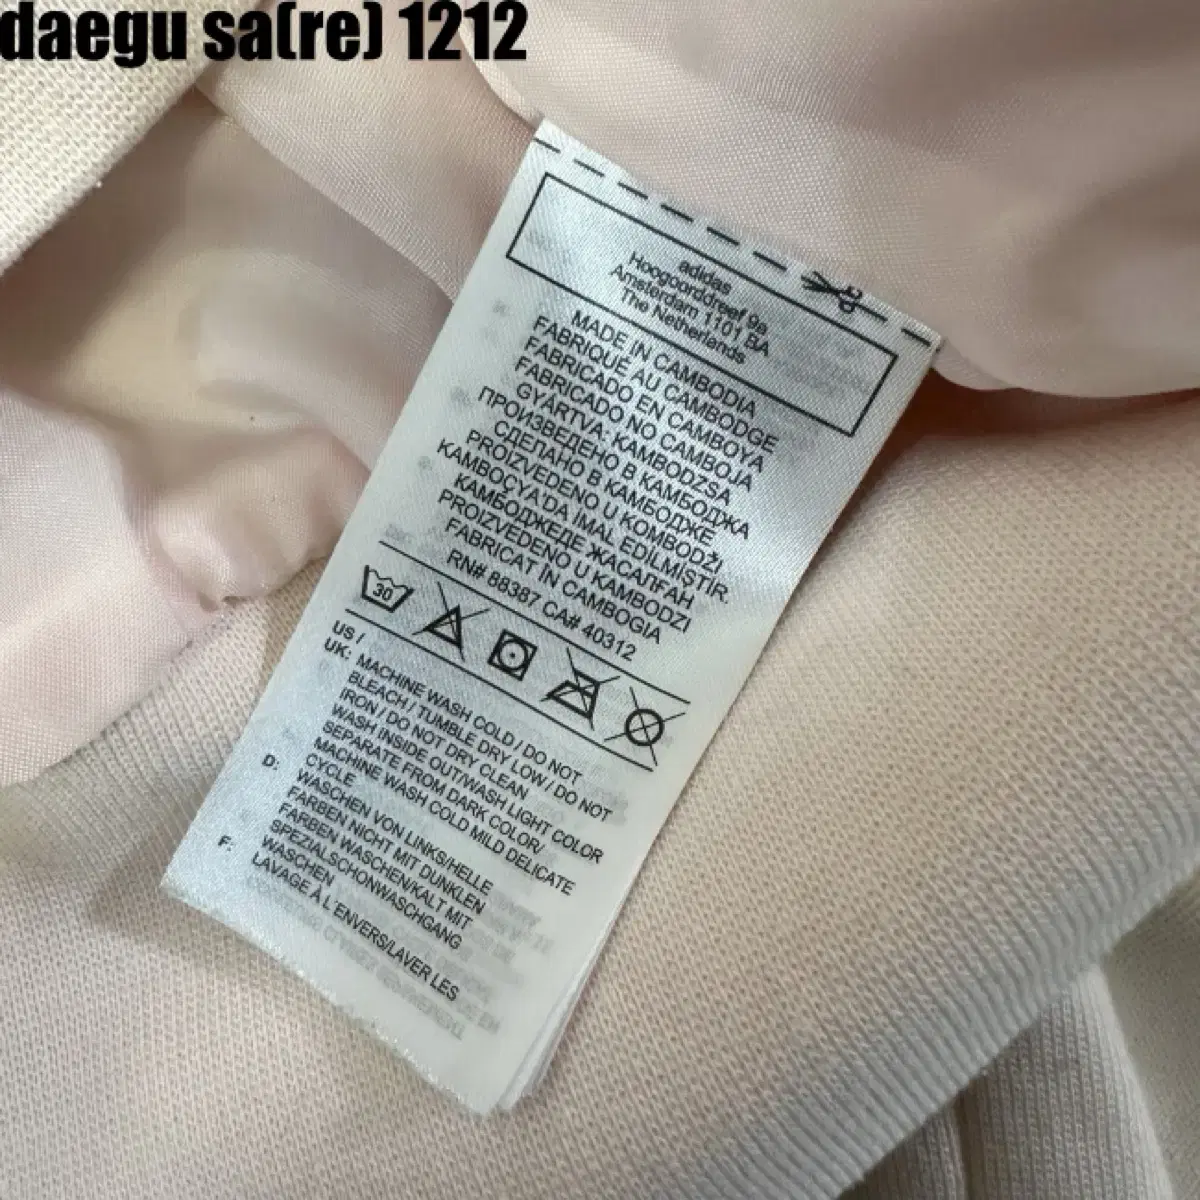 daegu sa(re) 1212
adidas
Hoogoorddreef 9a
Amsterdam 1101 BA
The Netherlands
MADE IN CAMBODIA
FABRIQUÉ AU CAMBODGE
FABRICADO EN CAMBOYA
FABRICADO NO CAMBOJA
GYÁRTVA: KAMBODZSA
ПРОИЗВЕДЕНО В КАМБОДЖА
СДЕЛАНО В КАМБОДЖЕ
PROIZVEDENO U KOMBODŽI
KAMBOÇYA'DA İMAL EDILMIŞTIR.
КАМБОДЖЕДЕ ЖАСАЛҒАН
PROIZVEDENO U KAMBODZI
FABRICAT ÎN CAMBOGIA
RN# 88387 CA# 40312
30
US /
UK: MACHINE WASH COLD / DO NOT
BLEACH / TUMBLE DRY LOW / DO NOT
IRON / DO NOT DRY CLEAN
WASH INSIDE OUT/WASH LIGHT COLOR
SEPARATE FROM DARK COLOR/
MACHINE WASH COLD MILD DELICATE
CYCLE
D: WASCHEN VON LINKS/HELLE
FARBEN NICHT MIT DUNKLEN
FARBEN WASCHEN/KALT MIT
SPEZIALSCHONWASCHGANG
WASCHEN
F: LAVAGE À L'ENVERS/LAVER LES